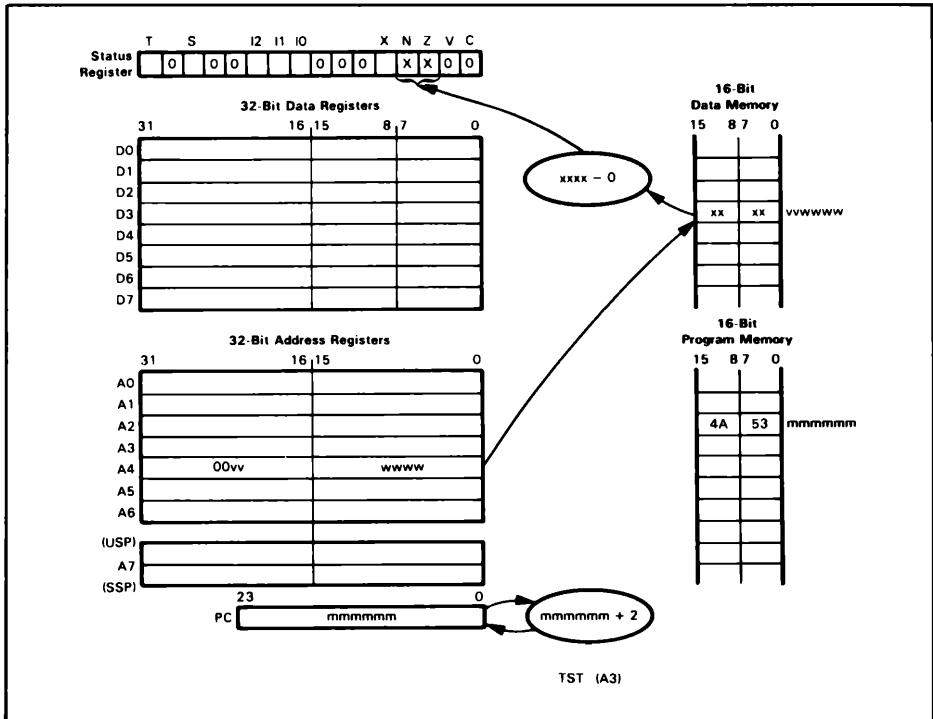 T S I2 I1 I0 X N Z V C
Status Register 0 0 0 0 0 0 X X 0 0
32-Bit Data Registers
31 16 15 8 7 0
D0
D1
D2
D3
D4
D5
D6
D7
xxxx – 0
16-Bit
Data Memory
15 8 7 0
xx xx vvwwww
32-Bit Address Registers
31 16 15 0
A0
A1
A2
A3
A4 00vv wwww
A5
A6
(USP)
A7
(SSP)
16-Bit
Program Memory
15 8 7 0
4A 53 mmmmmm
23 0
PC mmmmmm
mmmmmm + 2
TST (A3)